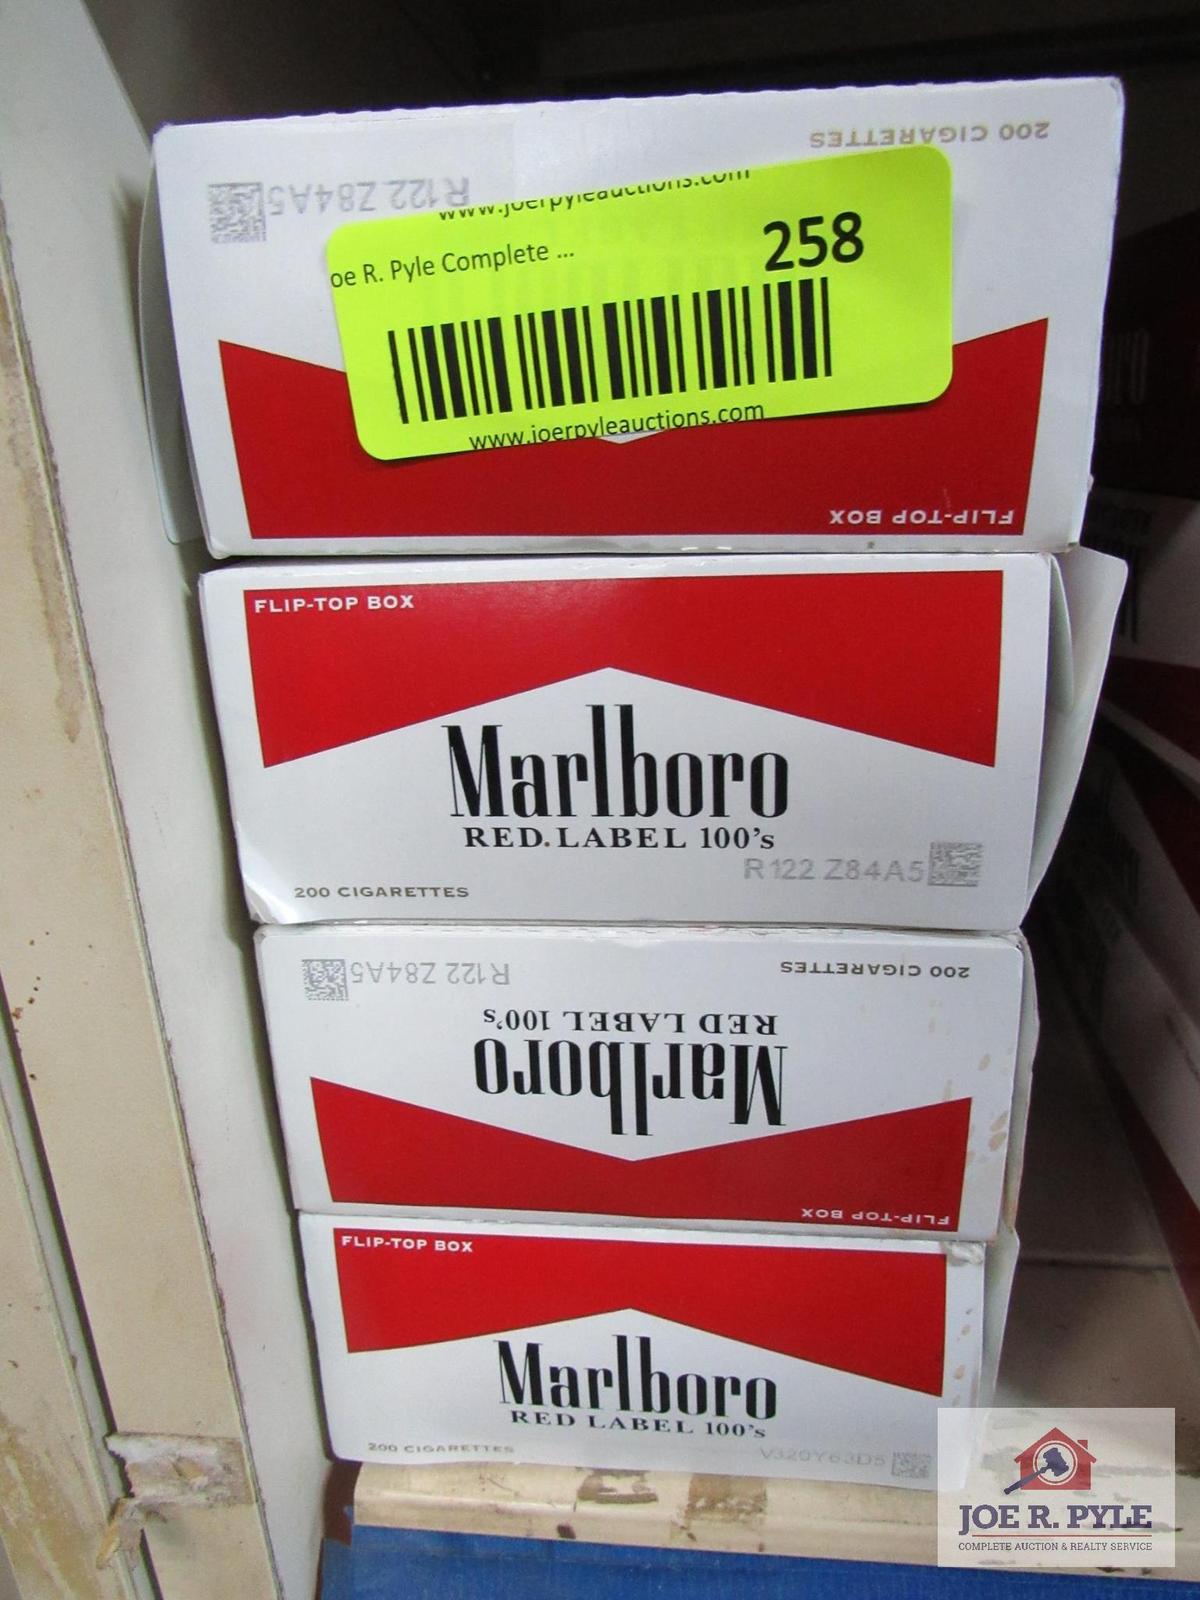 200 CIGARETTES
R122 Z84A5
www.joerpyleauctions.com
oe R. Pyle Complete ...
258
www.joerpyleauctions.com
FLIP-TOP BOX
FLIP-TOP BOX
Marlboro
RED LABEL 100's
R122 Z84A5
200 CIGARETTES
R122 Z84A5
200 CIGARETTES
RED LABEL 100's
Marlboro
FLIP-TOP BOX
FLIP-TOP BOX
Marlboro
RED LABEL 100's
200 CIGARETTES
V320Y63D5
JOE R. PYLE
COMPLETE AUCTION & REALTY SERVICE